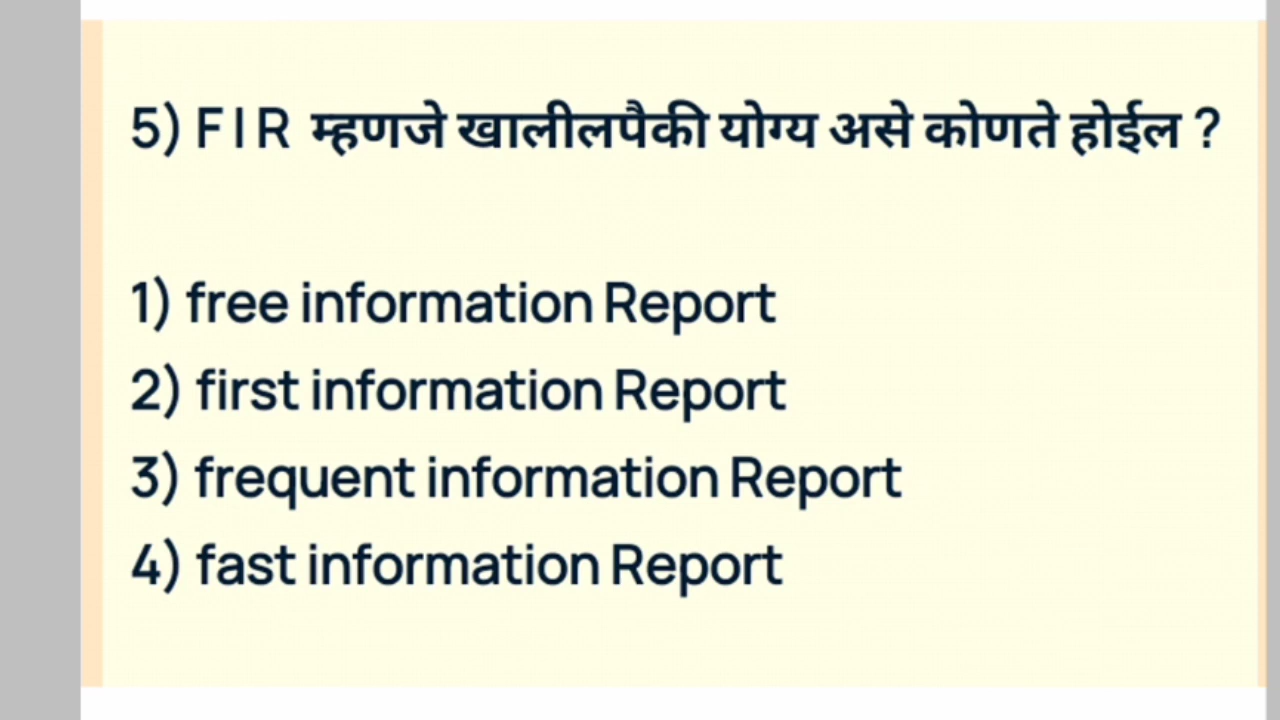 5) F I R म्हणजे खालीलपैकी योग्य असे कोणते होईल ?
1) free information Report
2) first information Report
3) frequent information Report
4) fast information Report